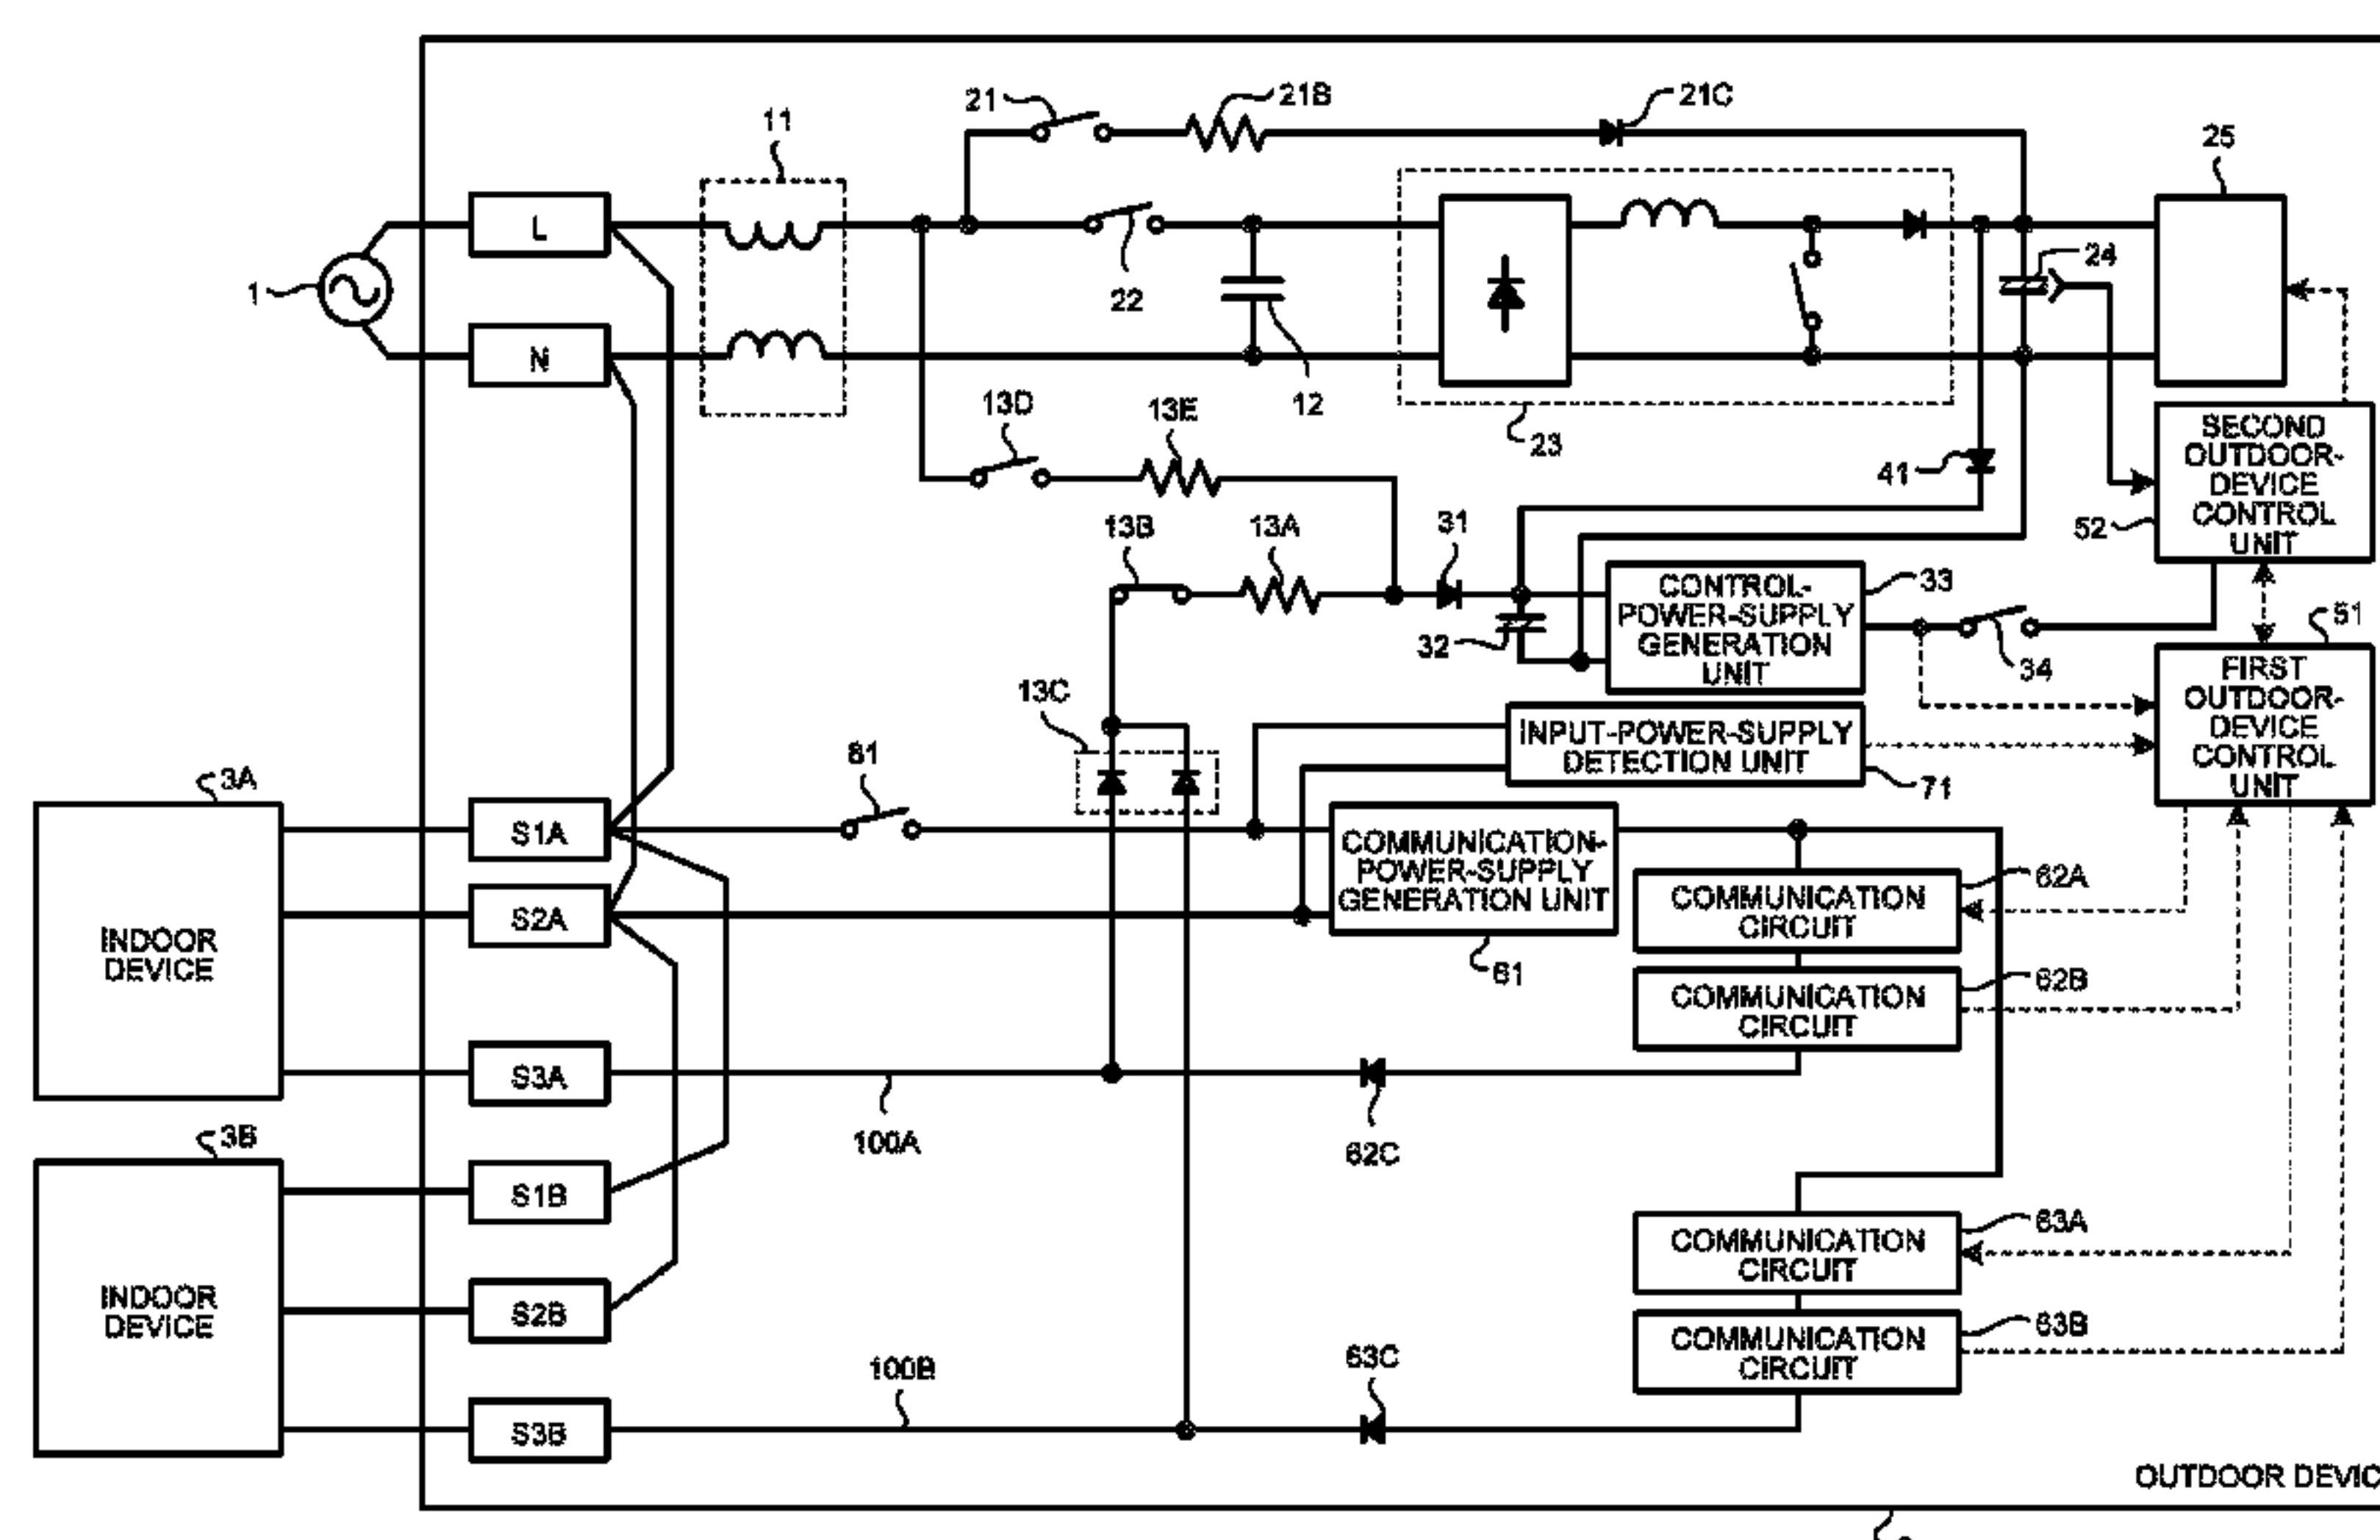 21
21B
21C
11
25
L
1
22
24
N
12
13D
13E
23
SECOND
OUTDOOR-
DEVICE
CONTROL
UNIT
41
52
13B
13A
31
CONTROL-
POWER-SUPPLY
GENERATION
UNIT
33
32
34
51
FIRST
OUTDOOR-
DEVICE
CONTROL
UNIT
13C
INPUT-POWER-SUPPLY
DETECTION UNIT
71
3A
81
S1A
COMMUNICATION-
POWER-SUPPLY
GENERATION UNIT
62A
COMMUNICATION
CIRCUIT
S2A
INDOOR
DEVICE
61
62B
COMMUNICATION
CIRCUIT
S3A
100A
62C
3B
S1B
63A
COMMUNICATION
CIRCUIT
INDOOR
DEVICE
S2B
63B
COMMUNICATION
CIRCUIT
100B
63C
S3B
OUTDOOR DEVIC